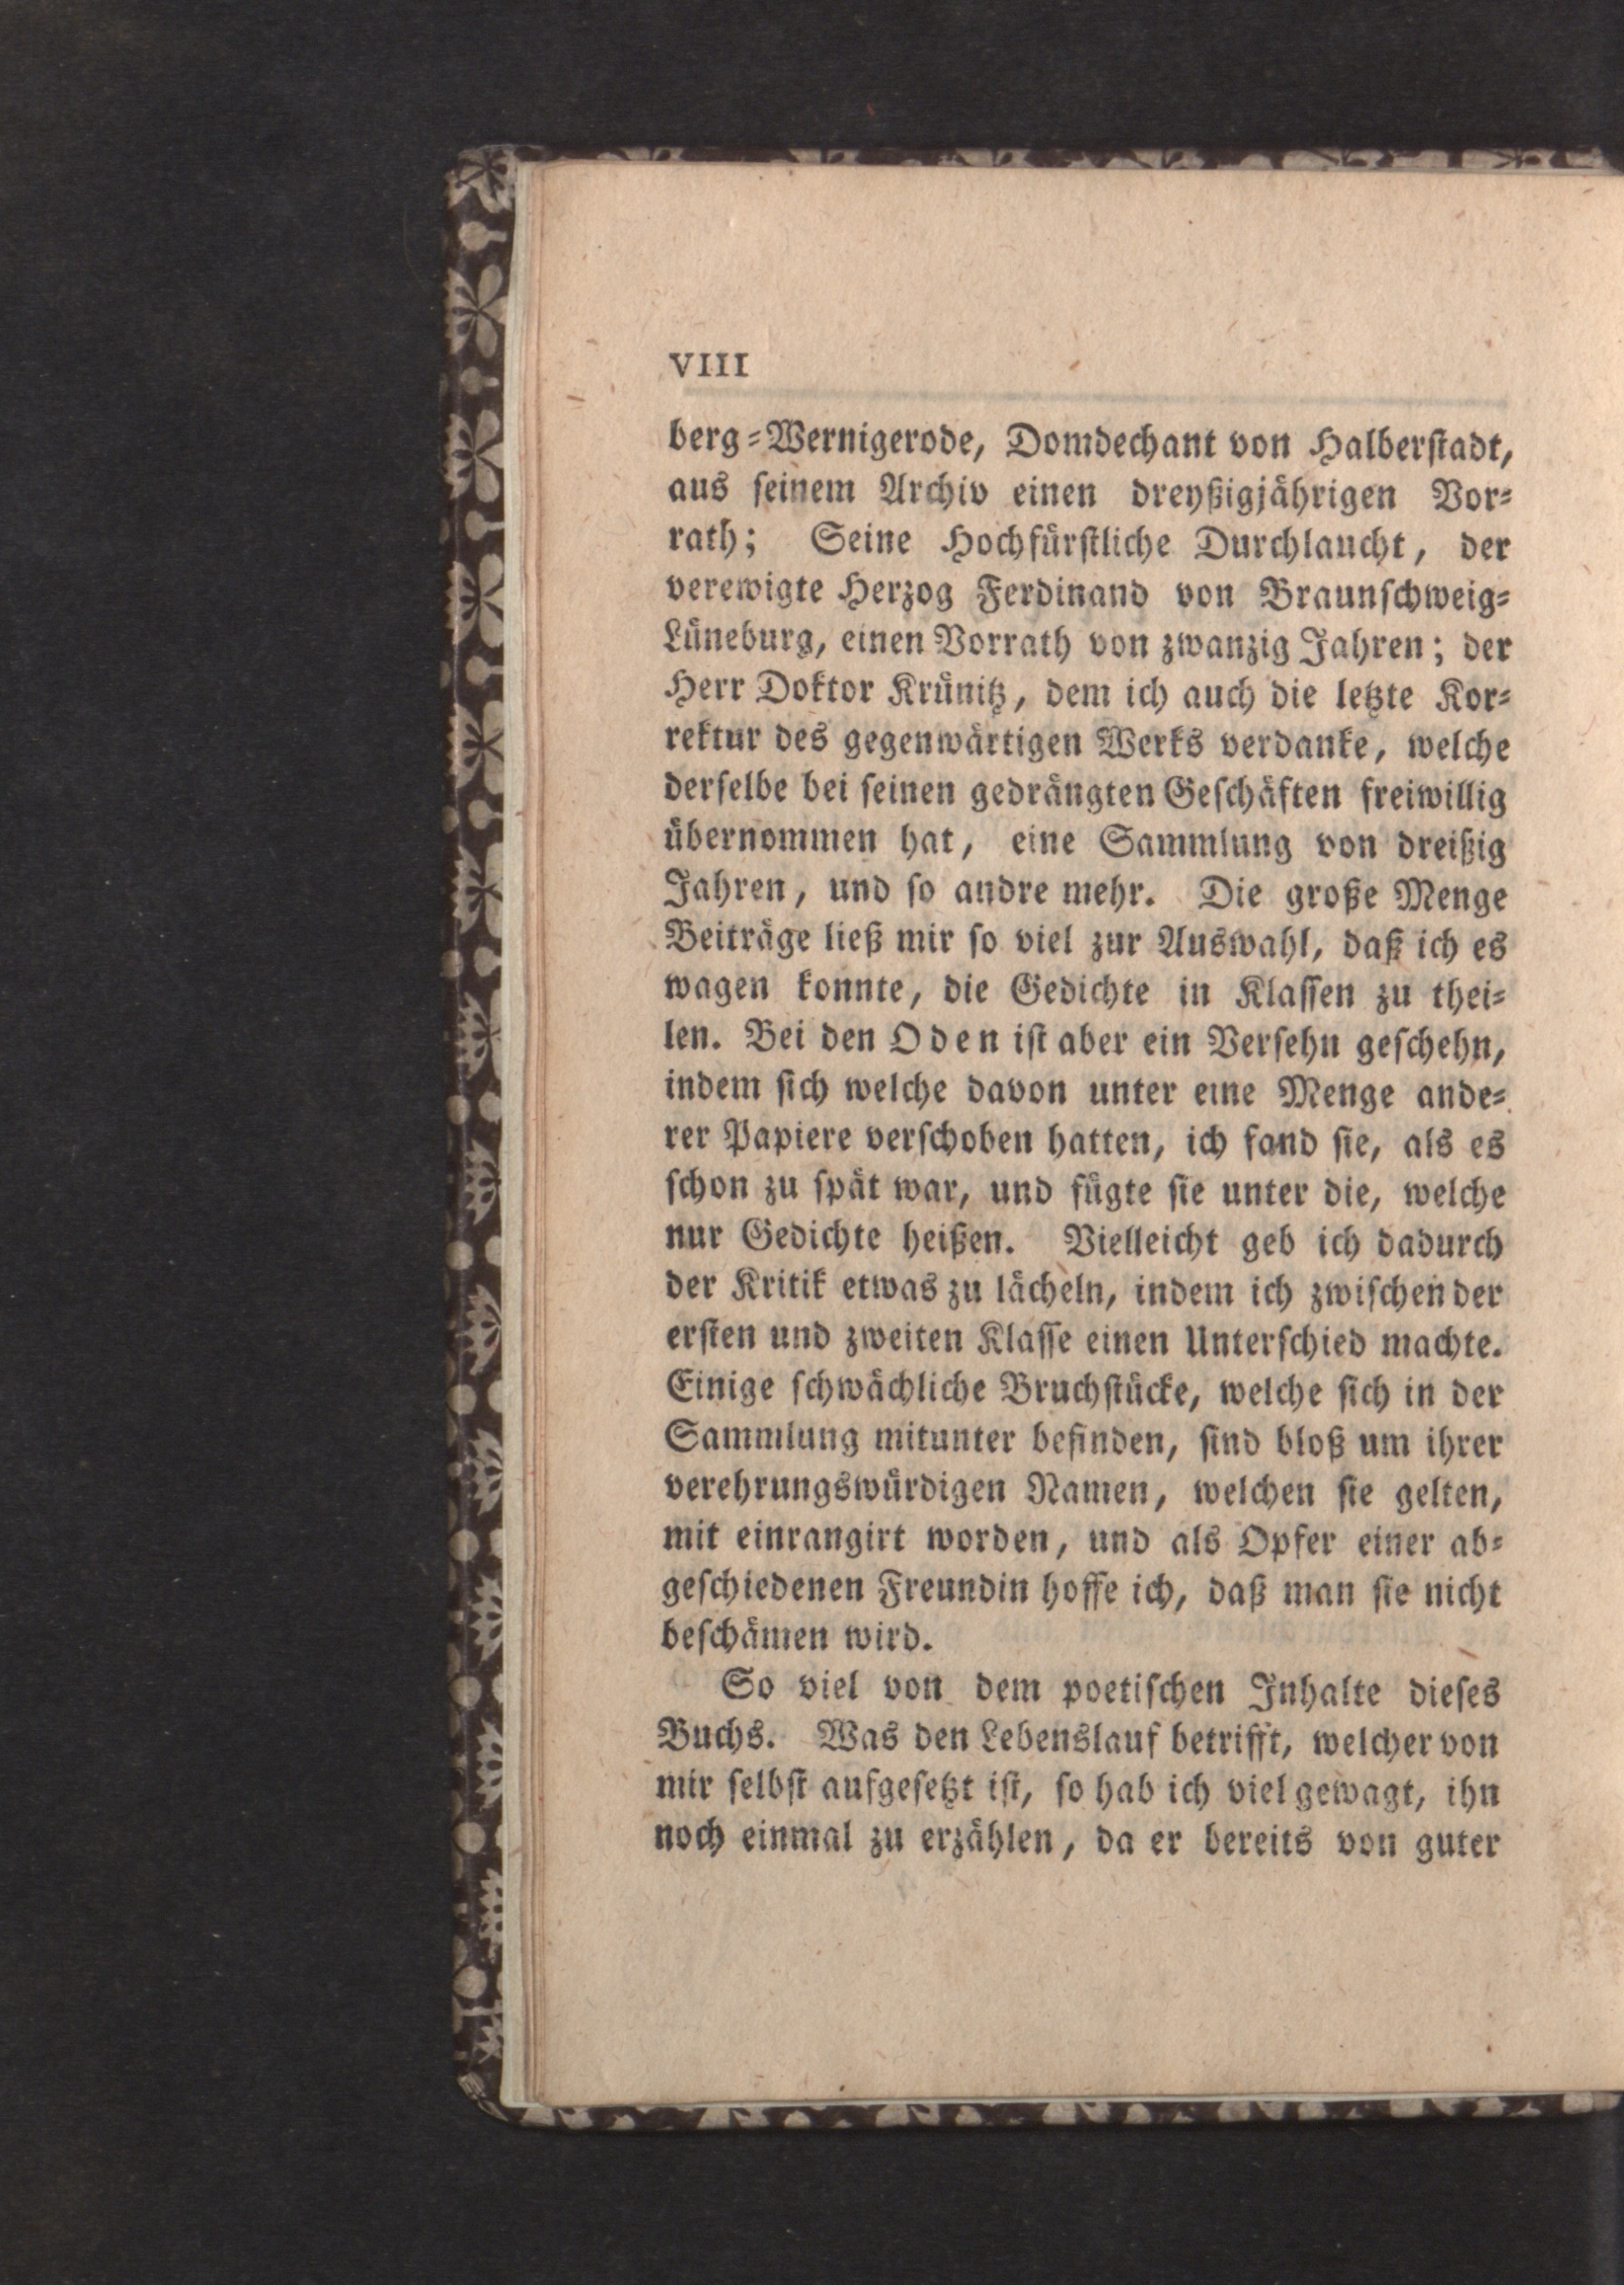 VIII
berg-Wernigerode, Domdechant von Halberstadt,
aus seinem Archiv einen dreyßigjährigen Vor-
rath; Seine Hochfürstliche Durchlaucht, der
verewigte Herzog Ferdinand von Braunschweig-
Lüneburg, einen Vorrath von zwanzig Jahren; der
Herr Doktor Krünitz, dem ich auch die letzte Kor-
rektur des gegenwärtigen Werks verdanke, welche
derselbe bei seinen gedrängten Geschäften freiwillig
übernommen hat, eine Sammlung von dreißig
Jahren, und so andre mehr. Die große Menge
Beiträge ließ mir so viel zur Auswahl, daß ich es
wagen konnte, die Gedichte in Klassen zu thei-
len. Bei den Oden ist aber ein Versehn geschehn,
indem sich welche davon unter eine Menge ande-
rer Papiere verschoben hatten, ich fand sie, als es
schon zu spät war, und fügte sie unter die, welche
nur Gedichte heißen. Vielleicht geb ich dadurch
der Kritik etwas zu lächeln, indem ich zwischen der
ersten und zweiten Klasse einen Unterschied machte.
Einige schwächliche Bruchstücke, welche sich in der
Sammlung mitunter befinden, sind bloß um ihrer
verehrungswürdigen Namen, welchen sie gelten,
mit einrangirt worden, und als Opfer einer ab-
geschiedenen Freundin hoffe ich, daß man sie nicht
beschämen wird.
So viel von dem poetischen Inhalte dieses
Buchs. Was den Lebenslauf betrifft, welcher von
mir selbst aufgesetzt ist, so hab ich viel gewagt, ihn
noch einmal zu erzählen, da er bereits von guter